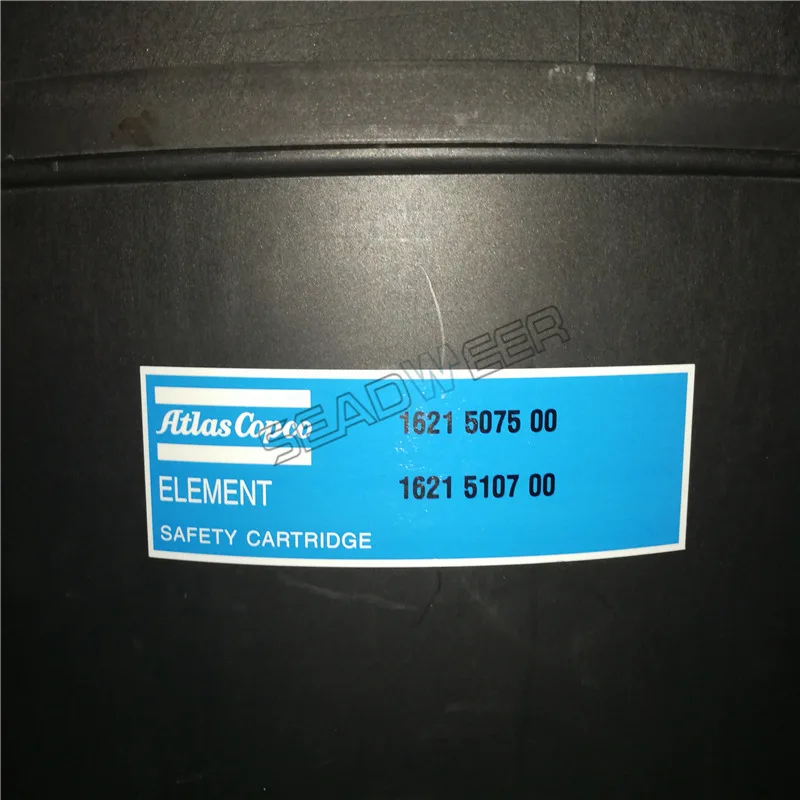 Atlas Copco 1621 5075 00
ELEMENT 1621 5107 00
SAFETY CARTRIDGE
SEADWEER